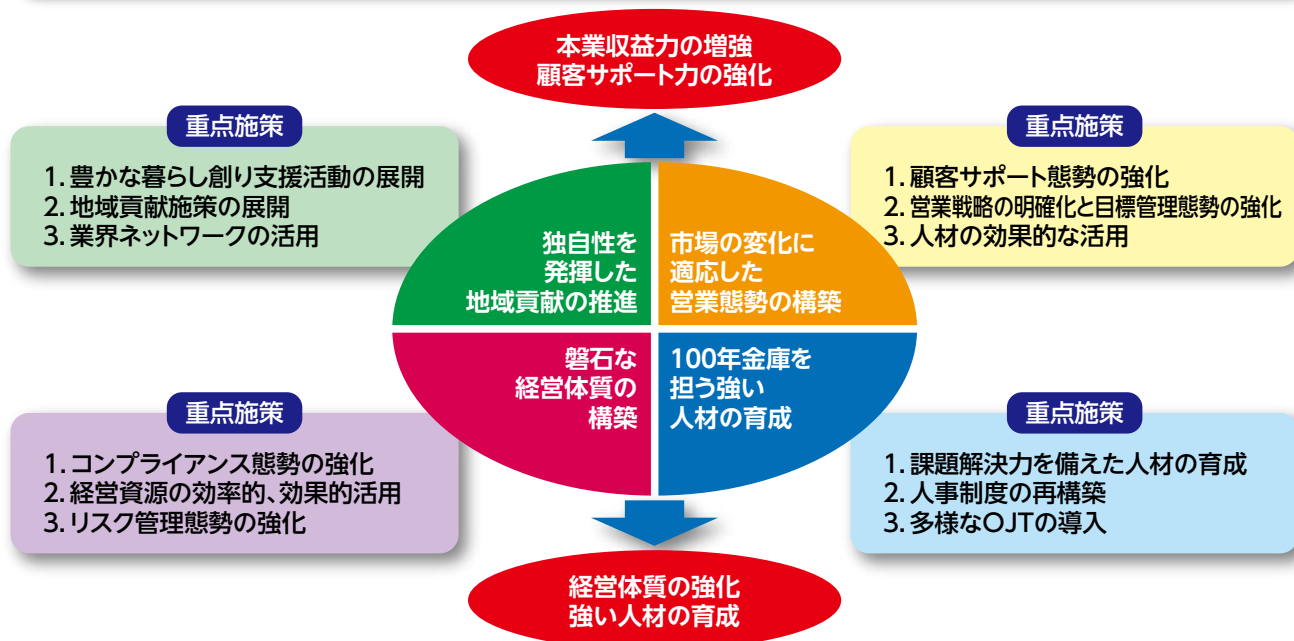 本業収益力の増強
顧客サポート力の強化
重点施策
1. 豊かな暮らし創り支援活動の展開
2. 地域貢献施策の展開
3. 業界ネットワークの活用
重点施策
1. 顧客サポート態勢の強化
2. 営業戦略の明確化と目標管理態勢の強化
3. 人材の効果的な活用
独自性を
発揮した
地域貢献の推進
市場の変化に
適応した
営業態勢の構築
磐石な
経営体質の
構築
100年金庫を
担う強い
人材の育成
重点施策
1. コンプライアンス態勢の強化
2. 経営資源の効率的、効果的活用
3. リスク管理態勢の強化
重点施策
1. 課題解決力を備えた人材の育成
2. 人事制度の再構築
3. 多様なOJTの導入
経営体質の強化
強い人材の育成